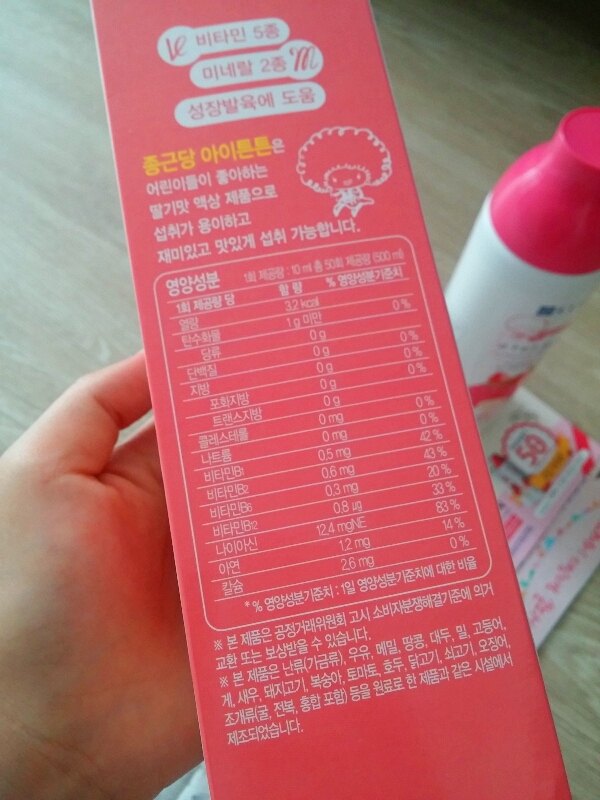 비타민 5종
미네랄 2종
성장발육에 도움
종근당 아이튼튼은
어린이들이 좋아하는
딸기맛 액상 제품으로
섭취가 용이하고
재미있고 맛있게 섭취 가능합니다.
영양성분 1회 제공량 : 10 ml 총 50회 제공량 (500 ml)
1회 제공량 당 함 량 % 영양성분기준치
열량 3.2 kcal
탄수화물 1 g 미만 0 %
당류 0 g
단백질 0 g 0 %
지방 0 g 0 %
포화지방 0 g 0 %
트랜스지방 0 g
콜레스테롤 0 mg 0 %
나트륨 0 mg 0 %
비타민B1 0.5 mg 42 %
비타민B2 0.6 mg 43 %
비타민B6 0.3 mg 20 %
비타민B12 0.8 μg 33 %
나이아신 12.4 mgNE 83 %
아연 1.2 mg 14 %
칼슘 2.6 mg 0 %
* % 영양성분기준치 : 1일 영양성분기준치에 대한 비율
※ 본 제품은 공정거래위원회 고시 소비자분쟁해결기준에 의거
교환 또는 보상받을 수 있습니다.
※ 본 제품은 난류(가금류), 우유, 메밀, 땅콩, 대두, 밀, 고등어,
게, 새우, 돼지고기, 복숭아, 토마토, 호두, 닭고기, 쇠고기, 오징어,
조개류(굴, 전복, 홍합 포함) 등을 원료로 한 제품과 같은 시설에서
제조되었습니다.
50